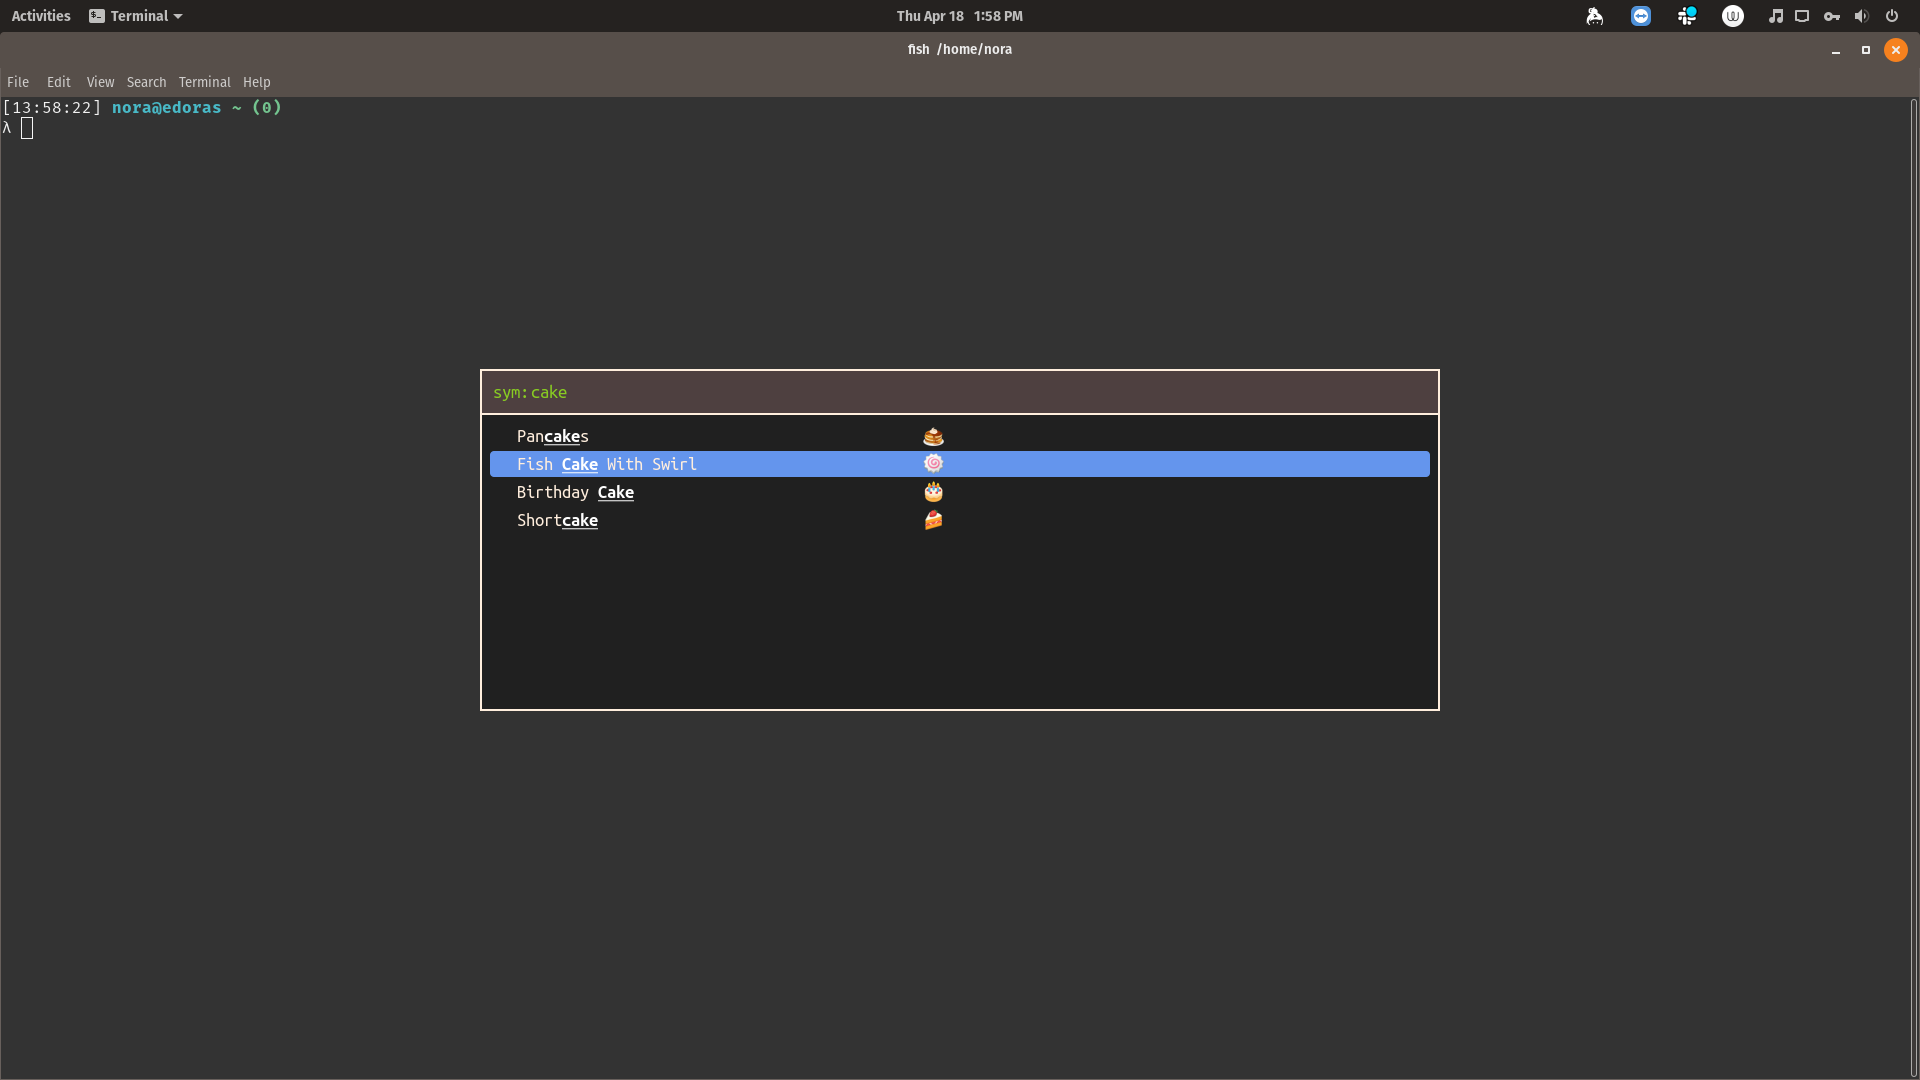 Activities Terminal Thu Apr 18 1:58 PM
fish /home/nora
File Edit View Search Terminal Help
[13:58:22] nora@edoras ~ (0)
λ
sym: cake
Pancakes 🥞
Fish Cake With Swirl 🍥
Birthday Cake 🎂
Shortcake 🍰